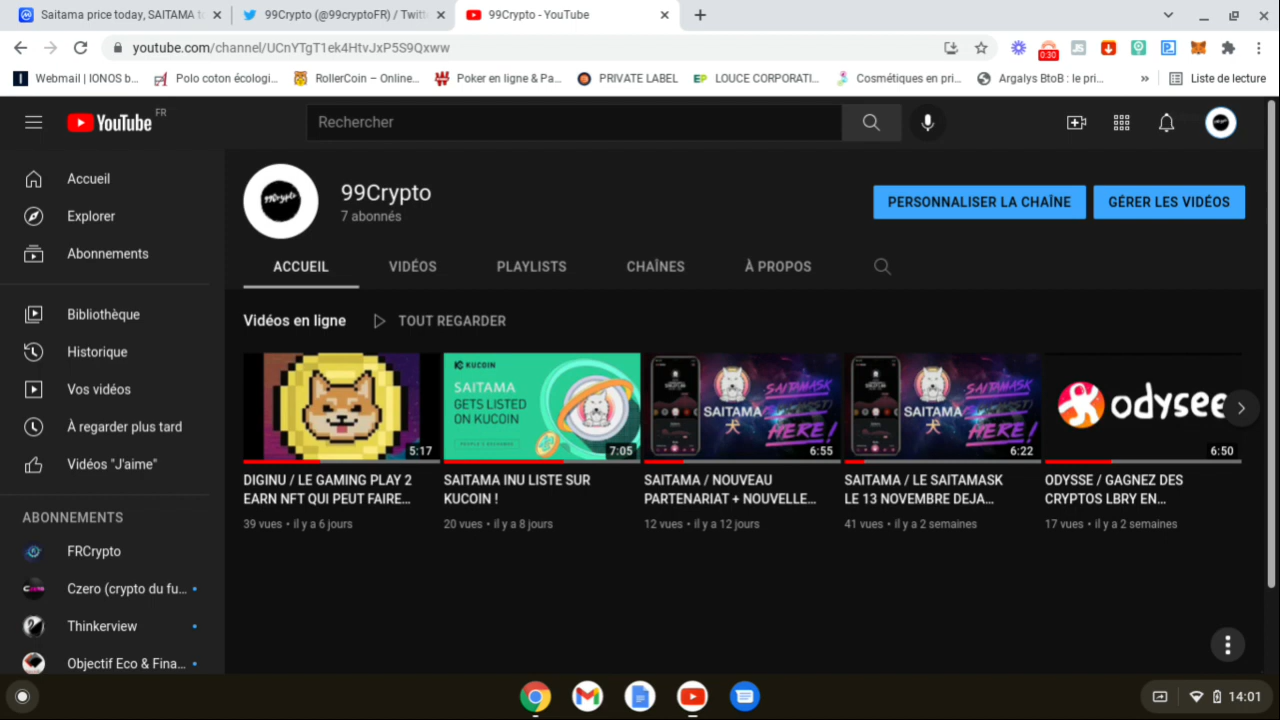 Saitama price today, SAITAMA to
99Crypto (@99cryptoFR) / Twitte
99Crypto - YouTube
youtube.com/channel/UCnYTgT1ek4HtvJxP5S9Qxww
0:30
Webmail | IONOS b...
Polo coton écologi...
RollerCoin – Online...
Poker en ligne & Pa...
PRIVATE LABEL
LOUCE CORPORATI...
Cosmétiques en pri...
Argalys BtoB : le pri...
Liste de lecture
YouTube FR
Rechercher
Accueil
Explorer
Abonnements
Bibliothèque
Historique
Vos vidéos
À regarder plus tard
Vidéos "J'aime"
ABONNEMENTS
FRCrypto
Czero (crypto du fu...
Thinkerview
Objectif Eco & Fina...
99Crypto
99Crypto
7 abonnés
PERSONNALISER LA CHAÎNE
GÉRER LES VIDÉOS
ACCUEIL
VIDÉOS
PLAYLISTS
CHAÎNES
À PROPOS
Vidéos en ligne
TOUT REGARDER
5:17
DIGINU / LE GAMING PLAY 2
EARN NFT QUI PEUT FAIRE...
39 vues • il y a 6 jours
KUCOIN
SAITAMA
GETS LISTED
ON KUCOIN
7:05
SAITAMA INU LISTE SUR
KUCOIN !
20 vues • il y a 8 jours
SAITAMA
犬
SAITAMASK
HERE!
6:55
SAITAMA / NOUVEAU
PARTENARIAT + NOUVELLE...
12 vues • il y a 12 jours
SAITAMA
犬
SAITAMASK
HERE!
6:22
SAITAMA / LE SAITAMASK
LE 13 NOVEMBRE DEJA...
41 vues • il y a 2 semaines
odysee
6:50
ODYSSE / GAGNEZ DES
CRYPTOS LBRY EN...
17 vues • il y a 2 semaines
14:01